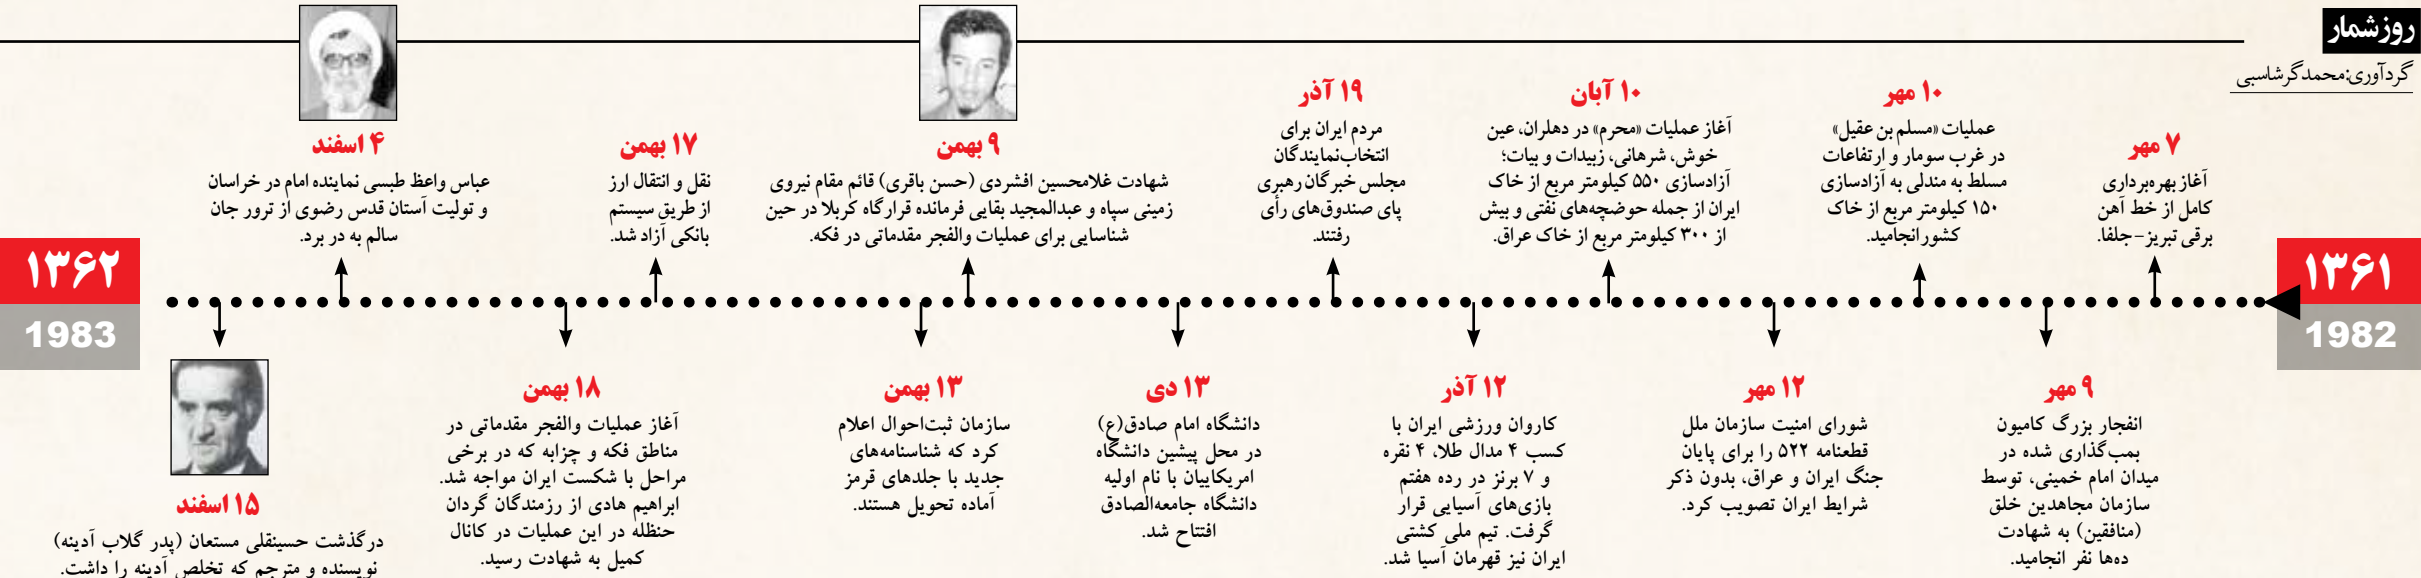 روزشمار
گردآوری:محمدگرشاسبی
۱۳۶۱
1982
۷ مهر
آغاز بهره‌برداری
کامل از خط آهن
برقی تبریز-جلفا.
۹ مهر
انفجار بزرگ کامیون
بمب‌گذاری شده در
میدان امام خمینی، توسط
سازمان مجاهدین خلق
(منافقین) به شهادت
ده‌ها نفر انجامید.
۱۰ مهر
عملیات «مسلم بن عقیل»
در غرب سومار و ارتفاعات
مسلط به مندلی به آزادسازی
۱۵۰ کیلومتر مربع از خاک
کشورانجامید.
۱۲ مهر
شورای امنیت سازمان ملل
قطعنامه ۵۲۲ را برای پایان
جنگ ایران و عراق، بدون ذکر
شرایط ایران تصویب کرد.
۱۰ آبان
آغاز عملیات «محرم» در دهلران، عین
خوش، شرهانی، زبیدات و بیات؛
آزادسازی ۵۵۰ کیلومتر مربع از خاک
ایران از جمله حوضچه‌های نفتی و بیش
از ۳۰۰ کیلومتر مربع از خاک عراق.
۱۲ آذر
کاروان ورزشی ایران با
کسب ۴ مدال طلا، ۴ نقره
و ۷ برنز در رده هفتم
بازی‌های آسیایی قرار
گرفت. تیم ملی کشتی
ایران نیز قهرمان آسیا شد.
۱۹ آذر
مردم ایران برای
انتخاب‌نمایندگان
مجلس خبرگان رهبری
پای صندوق‌های رأی
رفتند.
۱۳ دی
دانشگاه امام صادق(ع)
در محل پیشین دانشگاه
امریکاییان با نام اولیه
دانشگاه جامعه‌الصادق
افتتاح شد.
۹ بهمن
شهادت غلامحسین افشردی (حسن باقری) قائم مقام نیروی
زمینی سپاه و عبدالمجید بقایی فرمانده قرارگاه کربلا در حین
شناسایی برای عملیات والفجر مقدماتی در فکه.
۱۳ بهمن
سازمان ثبت‌احوال اعلام
کرد که شناسنامه‌های
جدید با جلدهای قرمز
آماده تحویل هستند.
۱۷ بهمن
نقل و انتقال ارز
از طریق سیستم
بانکی آزاد شد.
۱۸ بهمن
آغاز عملیات والفجر مقدماتی در
مناطق فکه و چزابه که در برخی
مراحل با شکست ایران مواجه شد.
ابراهیم هادی از رزمندگان گردان
حنظله در این عملیات در کانال
کمیل به شهادت رسید.
۴ اسفند
عباس واعظ طبسی نماینده امام در خراسان
و تولیت آستان قدس رضوی از ترور جان
سالم به در برد.
۱۵ اسفند
درگذشت حسینقلی مستعان (پدر گلاب آدینه)
نویسنده و مترجم که تخلص آدینه را داشت.
۱۳۶۲
1983